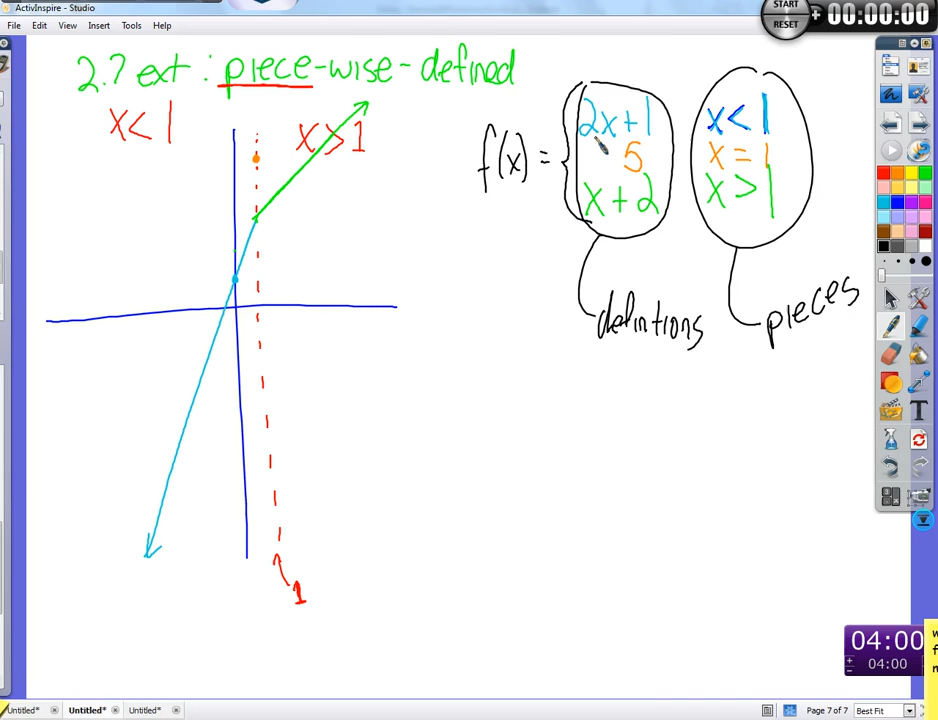 ActivInspire - Studio
File Edit View Insert Tools
START
RESET
00:00:00
2.7 ext : piece-wise-defined
x < 1
x > 1
f(x) = {
2x+1 x < 1
5 x = 1
x + 2 x > 1
defintions
pieces
1
04:00
04:00
Untitled* Untitled* Untitled*
Page 7 of 7 Best Fit